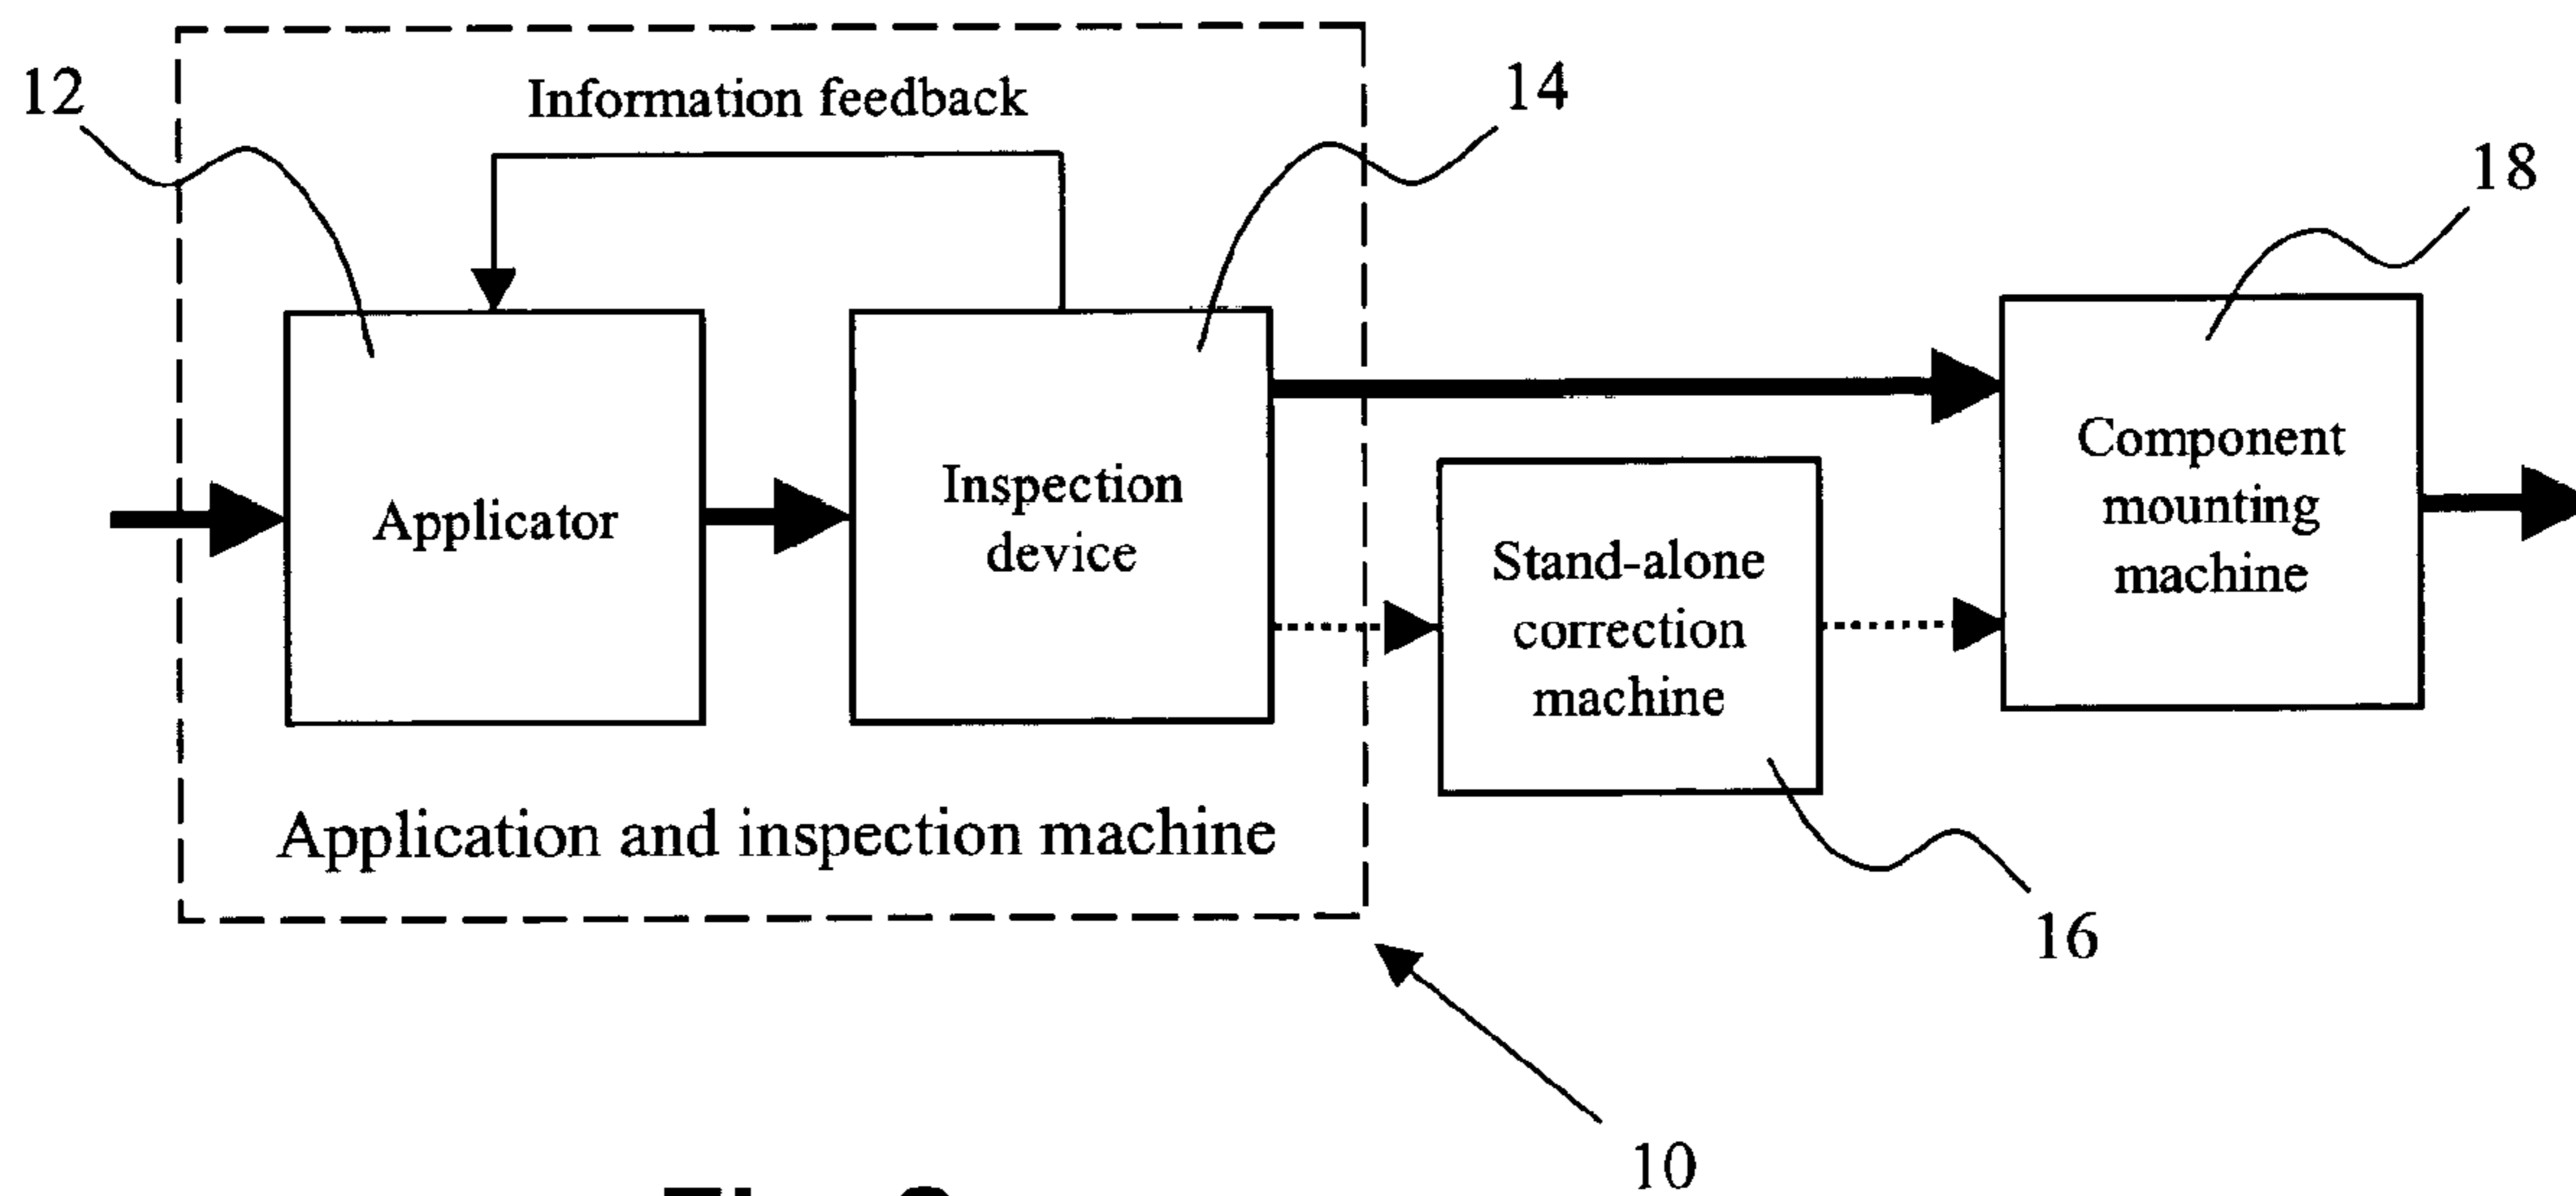 12
Information feedback
14
18
Applicator
Inspection
device
Component
mounting
machine
Stand-alone
correction
machine
Application and inspection machine
16
10